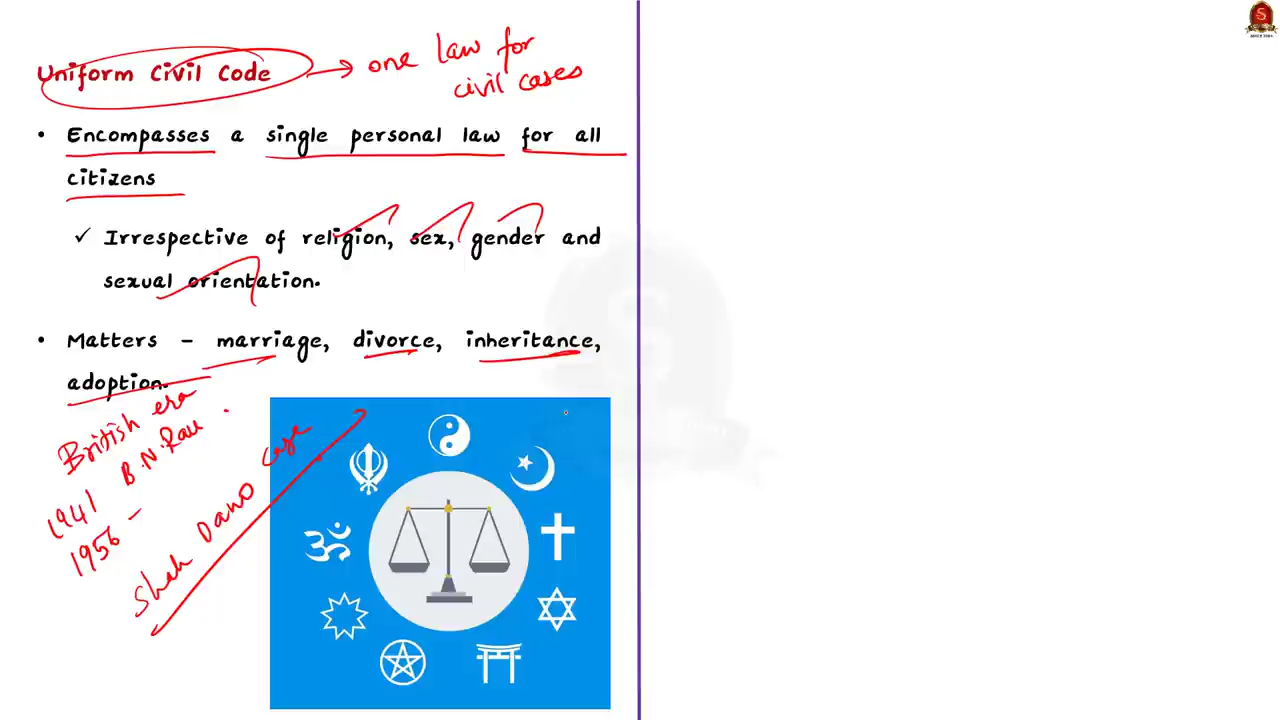 Uniform Civil Code → one law for
civil cases
• Encompasses a single personal law for all
citizens
✓ Irrespective of religion, sex, gender and
sexual orientation.
• Matters – marriage, divorce, inheritance,
adoption.
British era
B.N.Rau
1941
1956 –
Shah Bano case
S